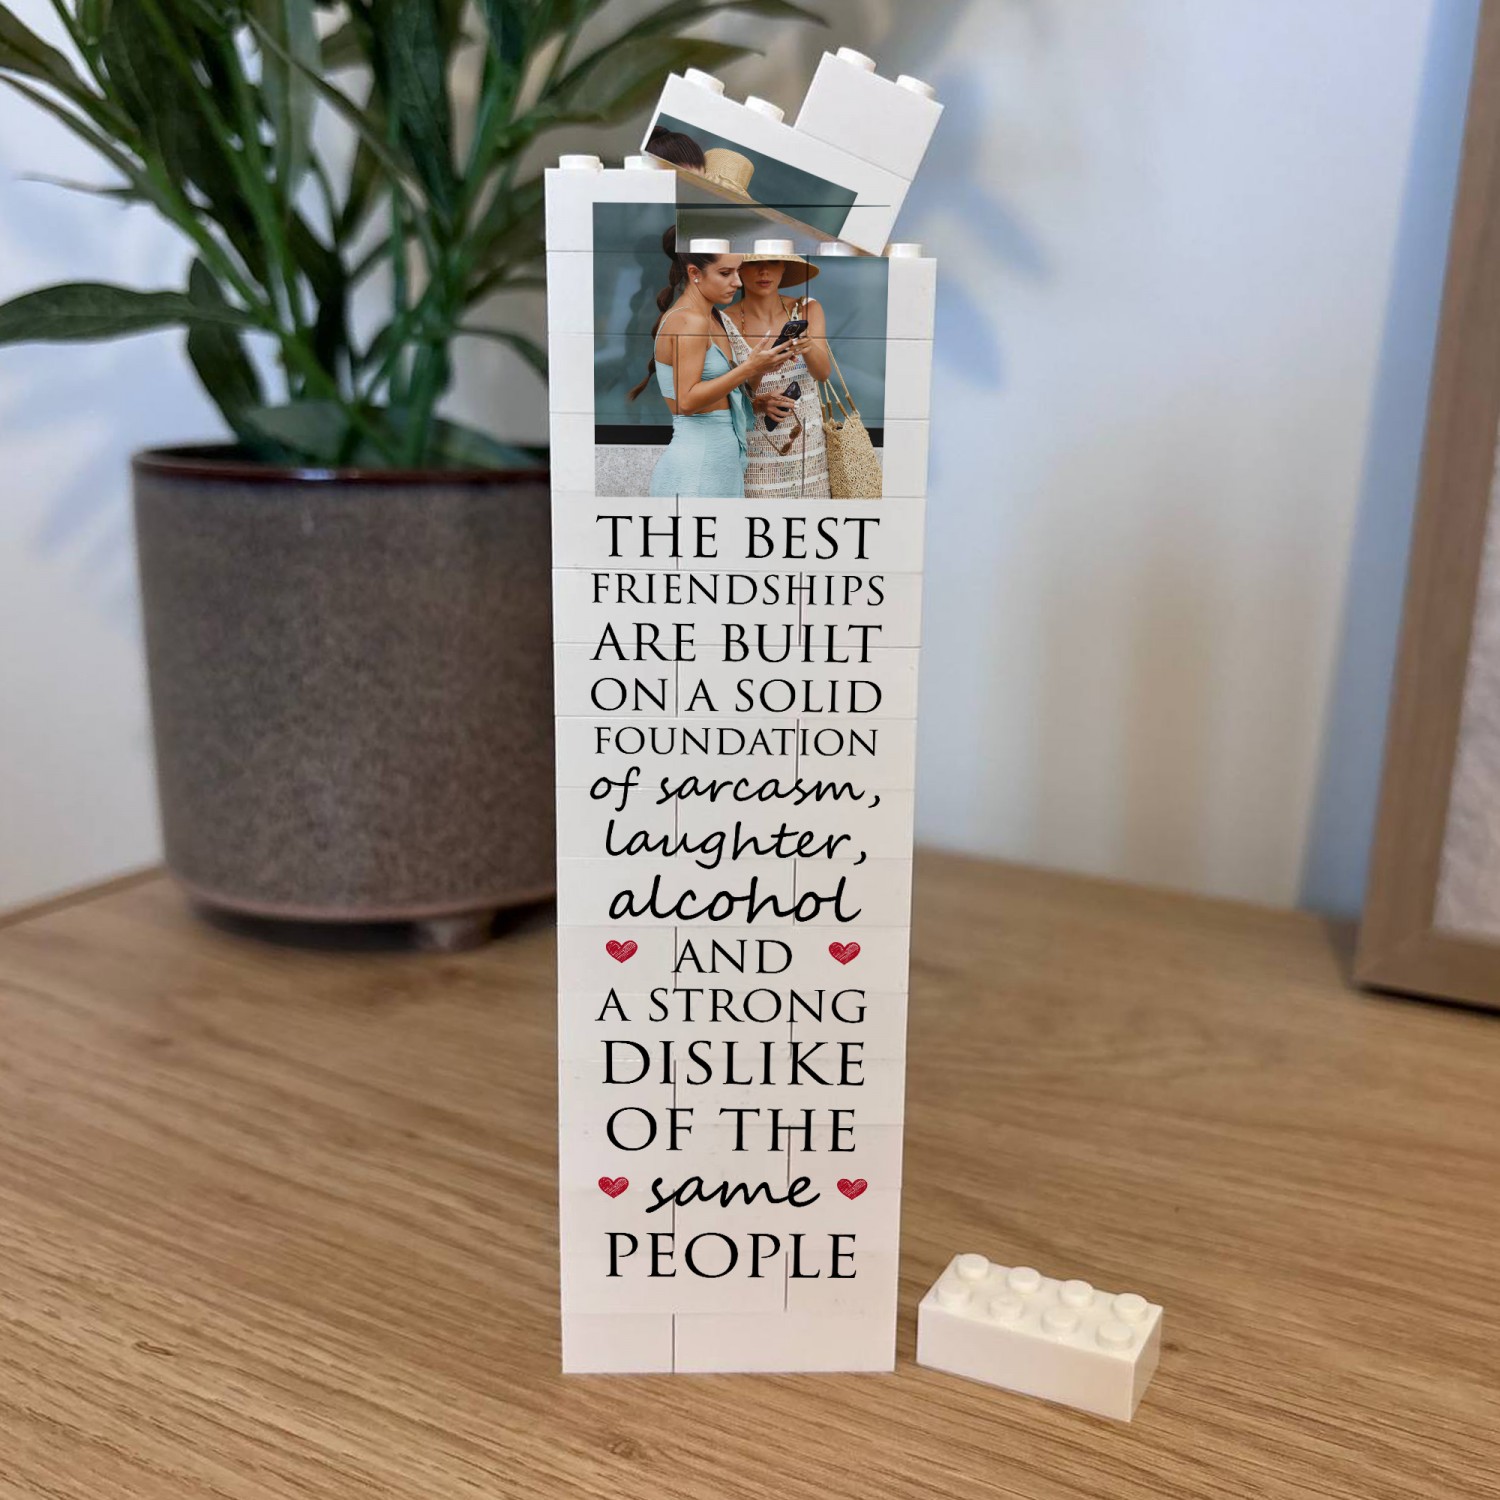 THE BEST
FRIENDSHIPS
ARE BUILT
ON A SOLID
FOUNDATION
of sarcasm,
laughter,
alcohol
AND
A STRONG
DISLIKE
OF THE
same
PEOPLE